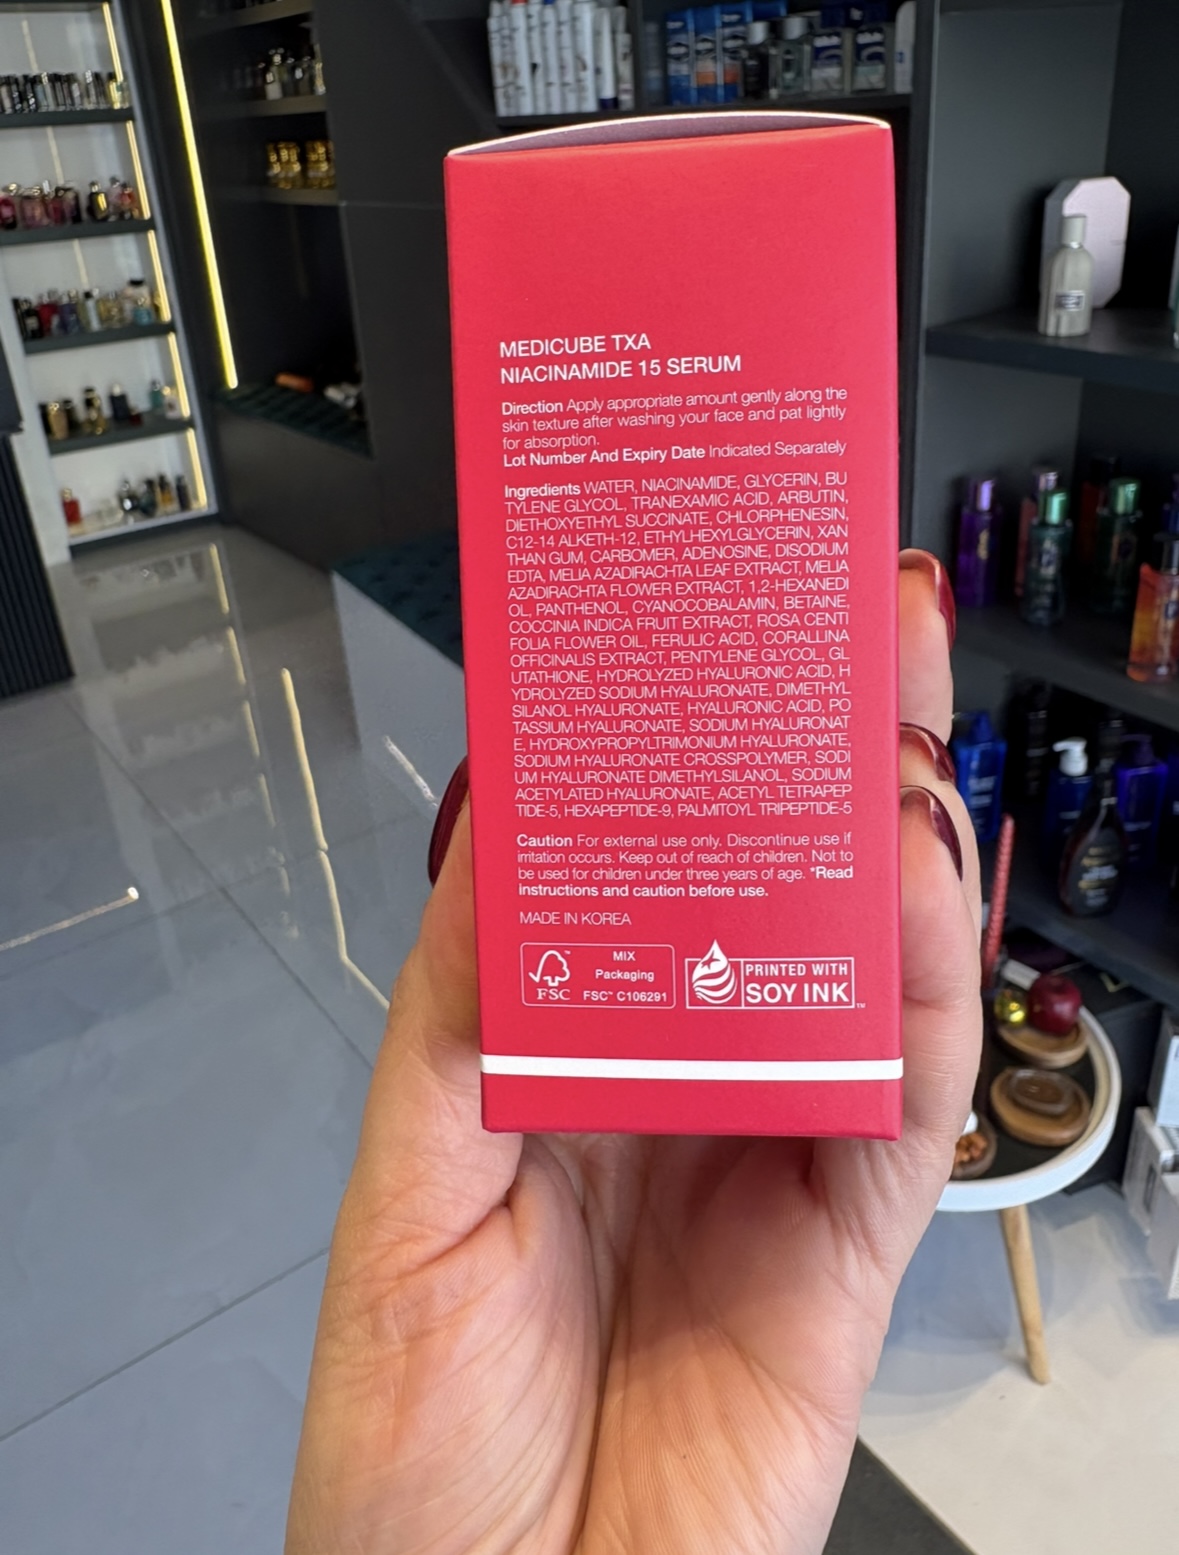 MEDICUBE TXA
NIACINAMIDE 15 SERUM
Direction Apply appropriate amount gently along the
skin texture after washing your face and pat lightly
for absorption.
Lot Number And Expiry Date Indicated Separately
Ingredients WATER, NIACINAMIDE, GLYCERIN, BU
TYLENE GLYCOL, TRANEXAMIC ACID, ARBUTIN,
DIETHOXYETHYL SUCCINATE, CHLORPHENESIN,
C12-14 ALKETH-12, ETHYLHEXYLGLYCERIN, XAN
THAN GUM, CARBOMER, ADENOSINE, DISODIUM
EDTA, MELIA AZADIRACHTA LEAF EXTRACT, MELIA
AZADIRACHTA FLOWER EXTRACT, 1,2-HEXANEDI
OL, PANTHENOL, CYANOCOBALAMIN, BETAINE,
COCCINIA INDICA FRUIT EXTRACT, ROSA CENTI
FOLIA FLOWER OIL, FERULIC ACID, CORALLINA
OFFICINALIS EXTRACT, PENTYLENE GLYCOL, GL
UTATHIONE, HYDROLYZED HYALURONIC ACID, H
YDROLYZED SODIUM HYALURONATE, DIMETHYL
SILANOL HYALURONATE, HYALURONIC ACID, PO
TASSIUM HYALURONATE, SODIUM HYALURONAT
E, HYDROXYPROPYLTRIMONIUM HYALURONATE,
SODIUM HYALURONATE CROSSPOLYMER, SODI
UM HYALURONATE DIMETHYLSILANOL, SODIUM
ACETYLATED HYALURONATE, ACETYL TETRAPEP
TIDE-5, HEXAPEPTIDE-9, PALMITOYL TRIPEPTIDE-5
Caution For external use only. Discontinue use if
irritation occurs. Keep out of reach of children. Not to
be used for children under three years of age. *Read
instructions and caution before use.
MADE IN KOREA
FSC
MIX
Packaging
FSC™ C106291
PRINTED WITH
SOY INK™